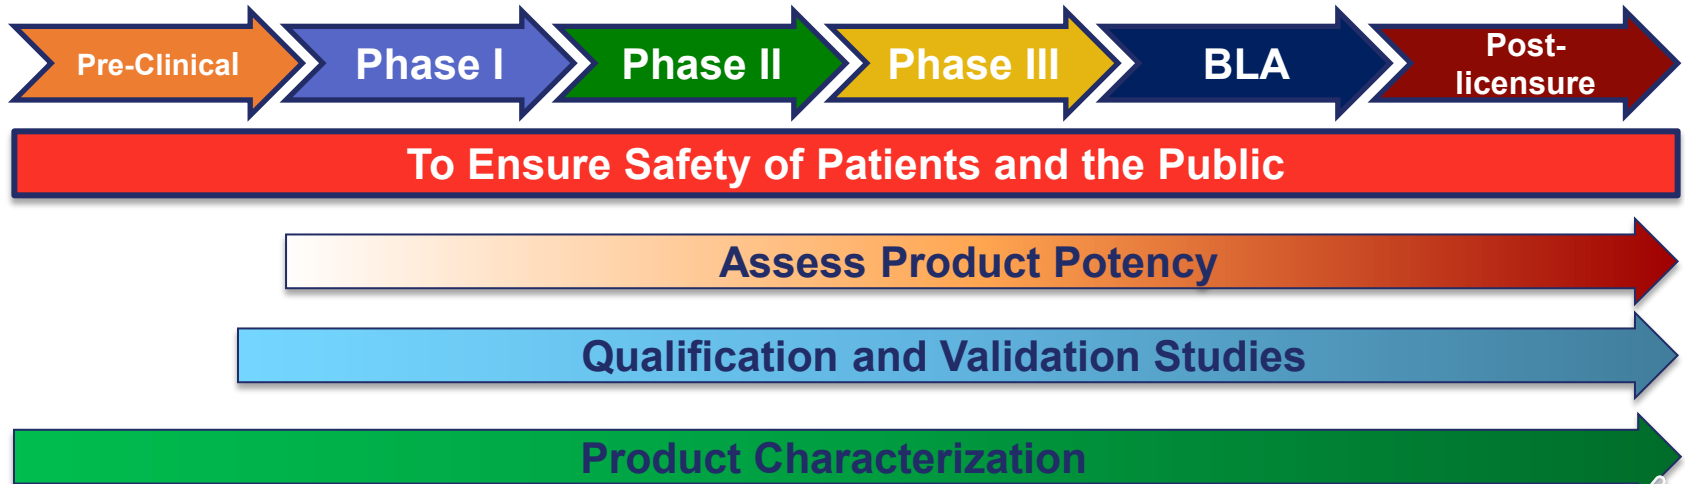 Pre-Clinical
Phase I
Phase II
Phase III
BLA
Post-
licensure
To Ensure Safety of Patients and the Public
Assess Product Potency
Qualification and Validation Studies
Product Characterization